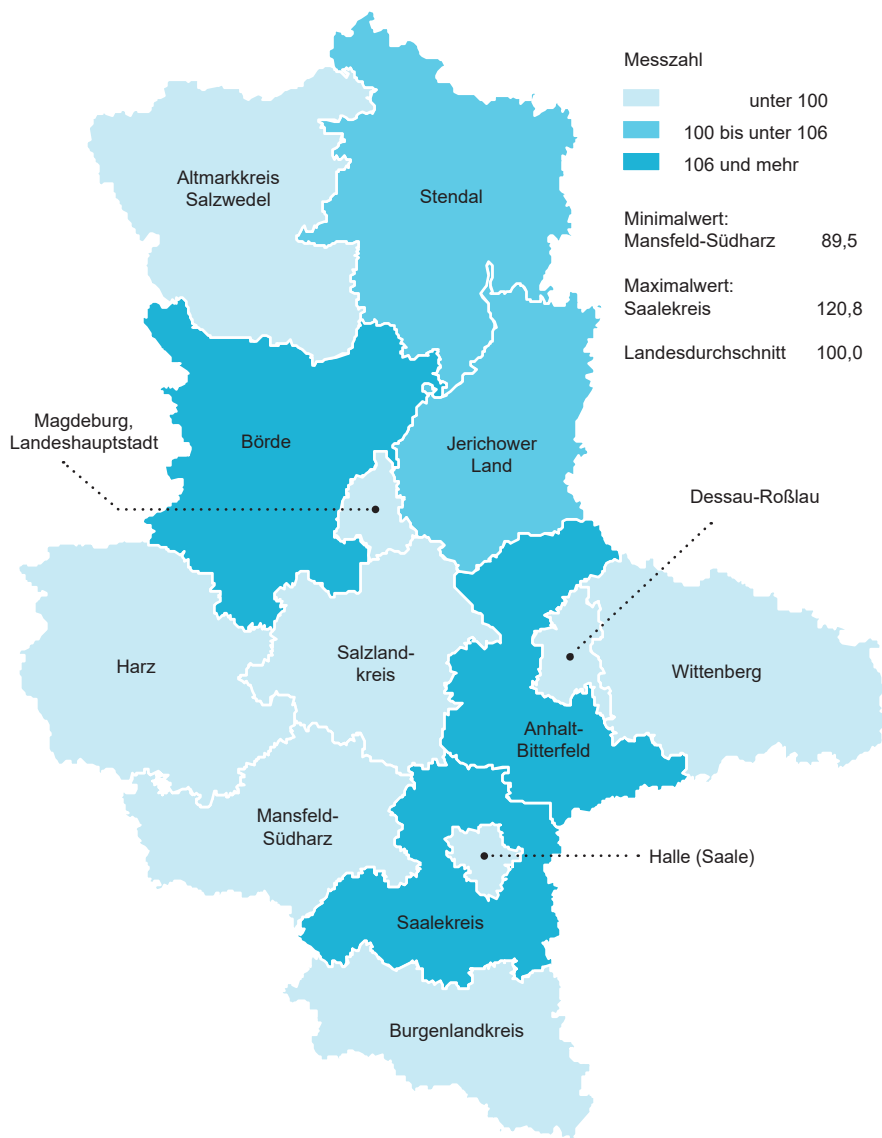 Messzahl
unter 100
100 bis unter 106
106 und mehr
Minimalwert:
Mansfeld-Südharz 89,5
Maximalwert:
Saalekreis 120,8
Landesdurchschnitt 100,0
Altmarkkreis
Salzwedel
Stendal
Magdeburg,
Landeshauptstadt
Börde
Jerichower
Land
Dessau-Roßlau
Harz
Salzland-
kreis
Wittenberg
Anhalt-
Bitterfeld
Mansfeld-
Südharz
Halle (Saale)
Saalekreis
Burgenlandkreis